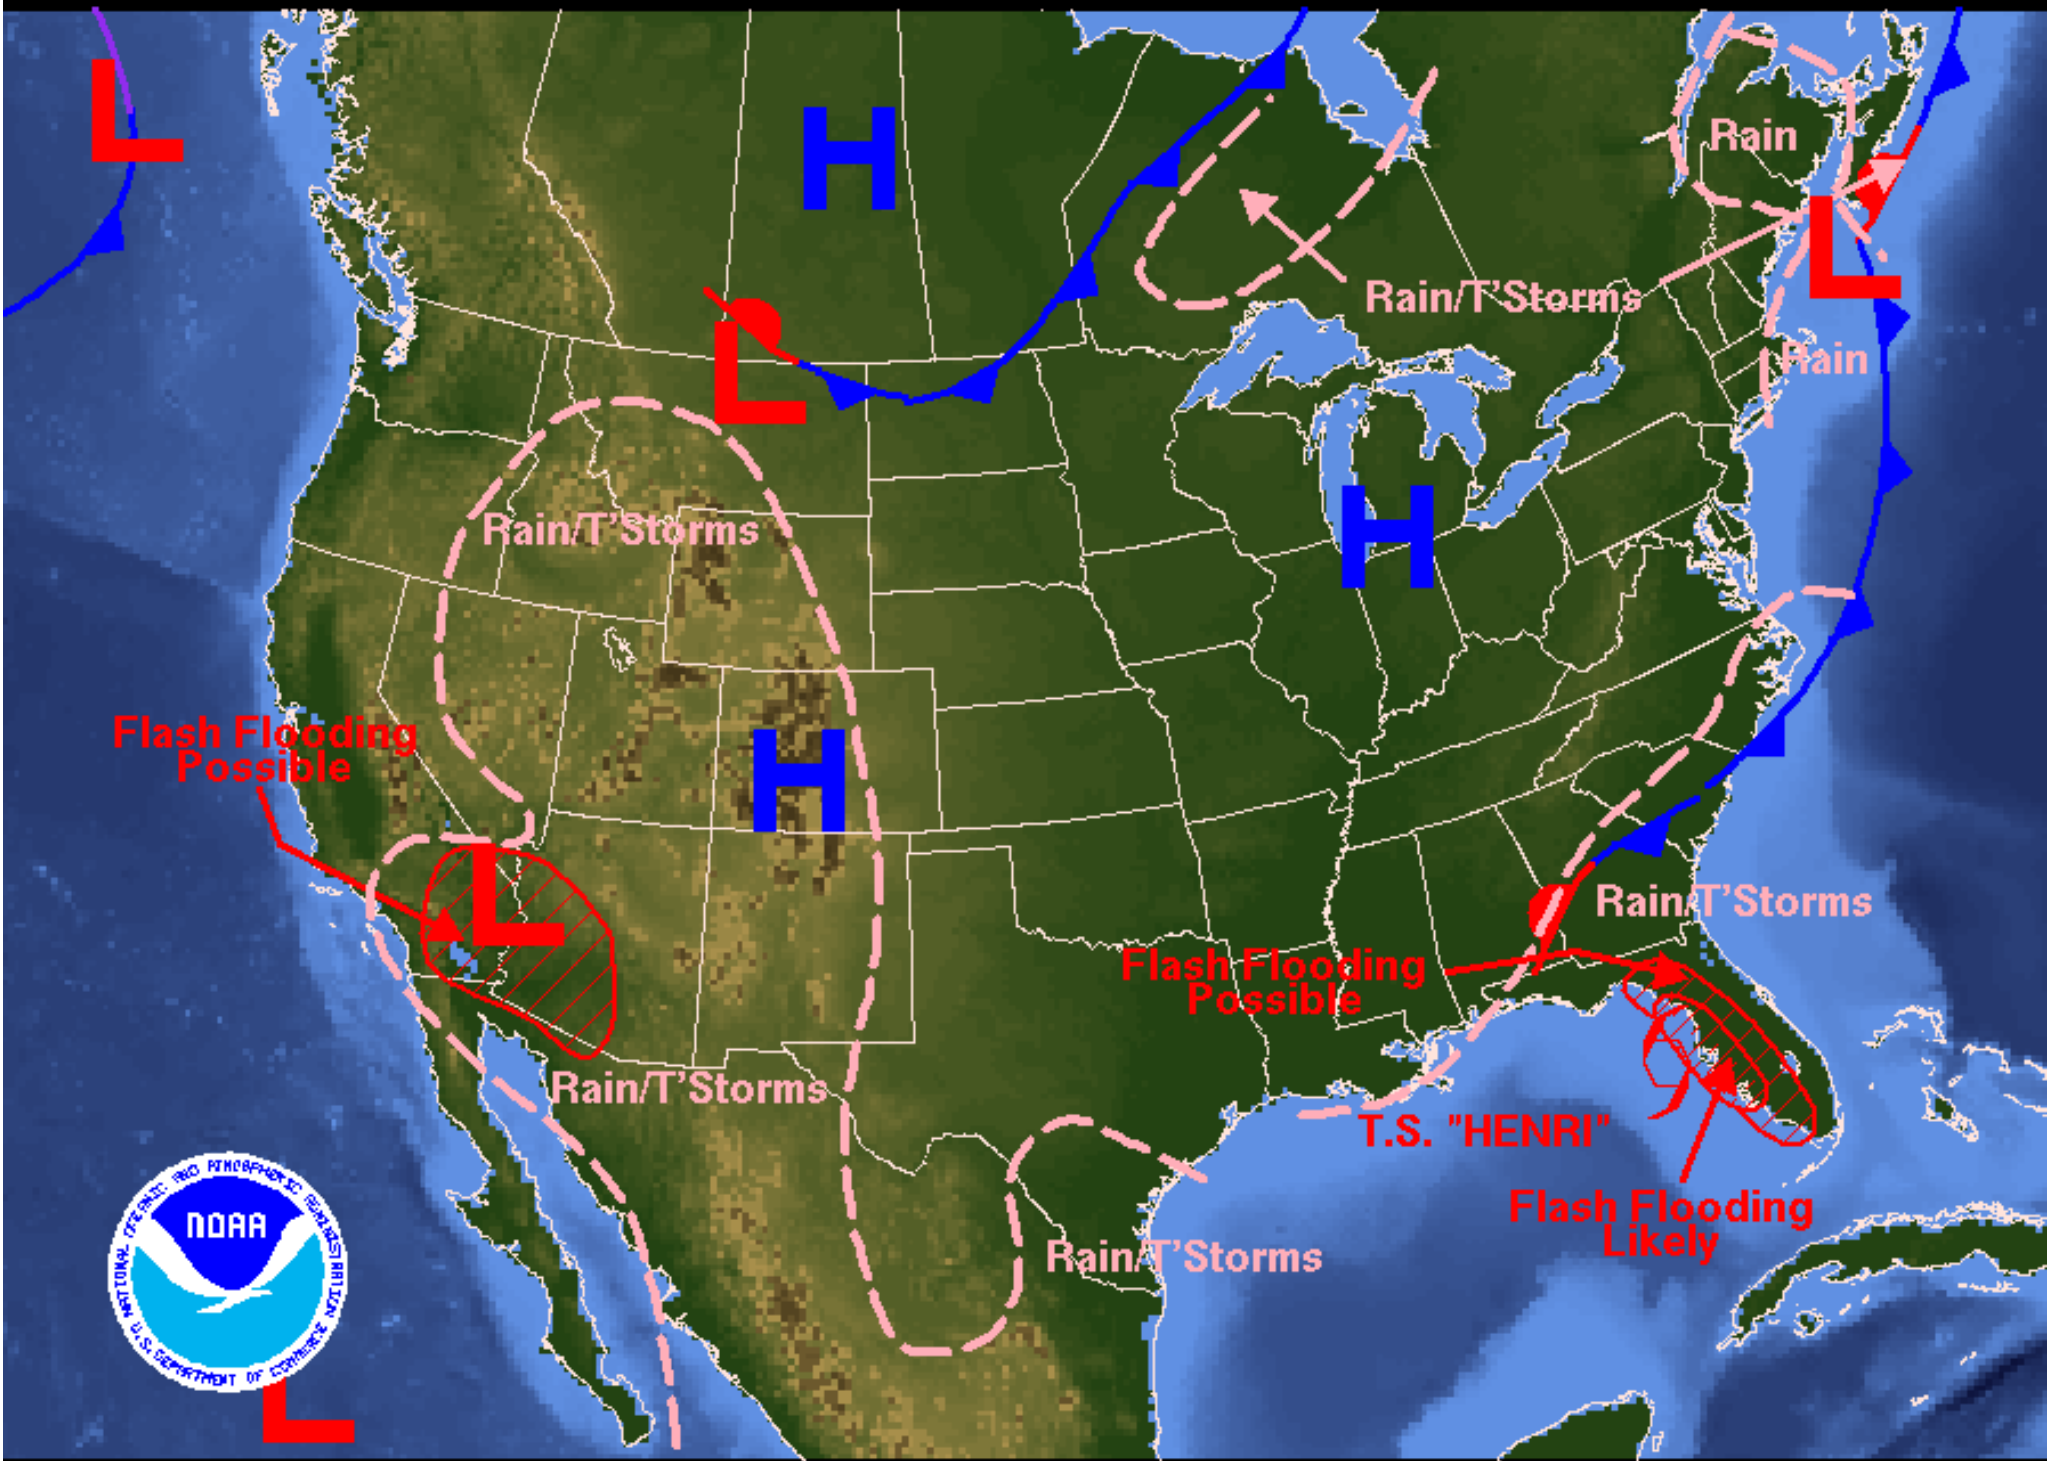 L
H
Rain
Rain/T'Storms
L
L
Rain
H
Rain/T'Storms
Flash Flooding
Possible
H
L
Rain/T'Storms
Flash Flooding
Possible
Rain/T'Storms
T.S. "HENRI"
Flash Flooding
Likely
Rain/T'Storms
NATIONAL OCEANIC AND ATMOSPHERIC ADMINISTRATION
NOAA
U.S. DEPARTMENT OF COMMERCE
L